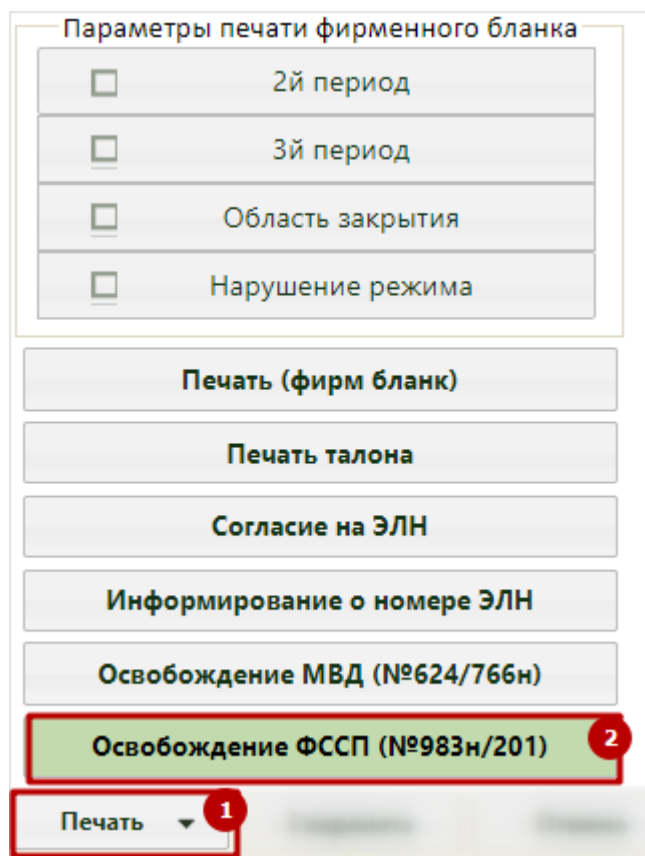 Параметры печати фирменного бланка
2й период
3й период
Область закрытия
Нарушение режима
Печать (фирм бланк)
Печать талона
Согласие на ЭЛН
Информирование о номере ЭЛН
Освобождение МВД (№624/766н)
Освобождение ФССП (№983н/201) 2
Печать 1